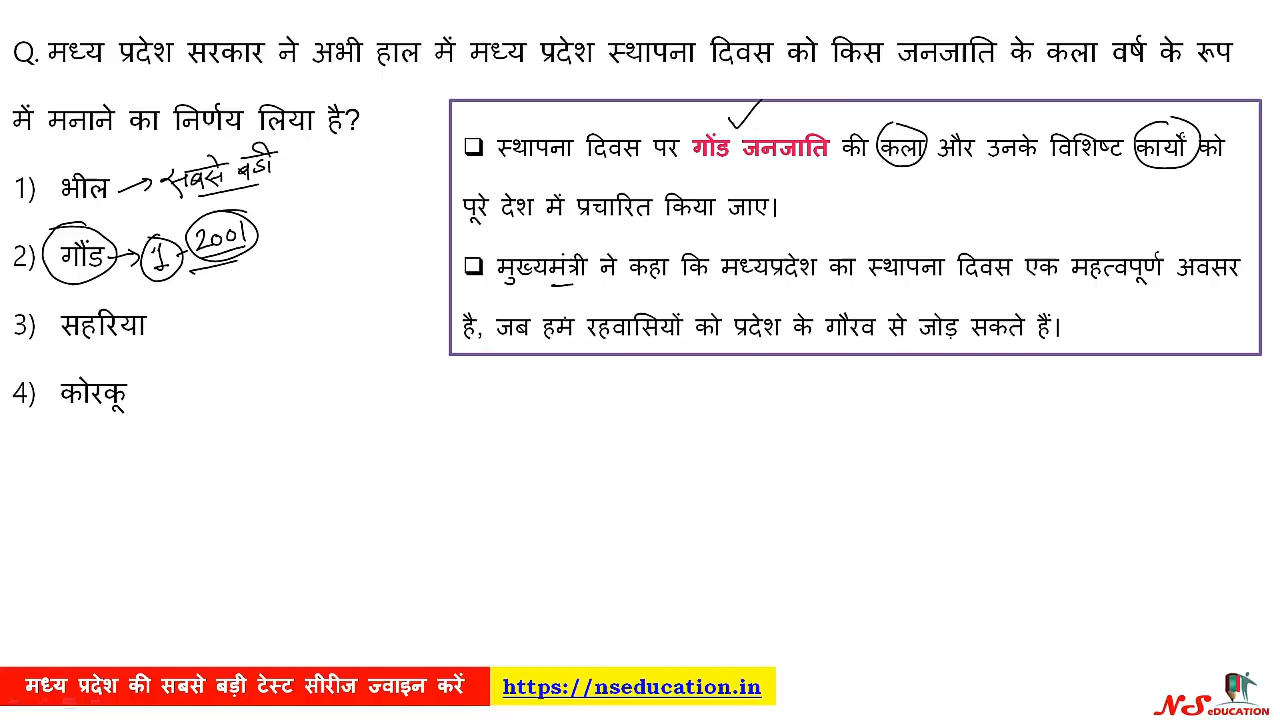 Q. मध्य प्रदेश सरकार ने अभी हाल में मध्य प्रदेश स्थापना दिवस को किस जनजाति के कला वर्ष के रूप
में मनाने का निर्णय लिया है?
1) भील → सबसे बडी
2) गौंड → 1 - 2001
3) सहरिया
4) कोरकू
❑ स्थापना दिवस पर गोंड जनजाति की कला और उनके विशिष्ट कार्यों को
पूरे देश में प्रचारित किया जाए।
❑ मुख्यमंत्री ने कहा कि मध्यप्रदेश का स्थापना दिवस एक महत्वपूर्ण अवसर
है, जब हमं रहवासियों को प्रदेश के गौरव से जोड़ सकते हैं।
मध्य प्रदेश की सबसे बड़ी टेस्ट सीरीज ज्वाइन करें
https://nseducation.in
NS eDUCATION